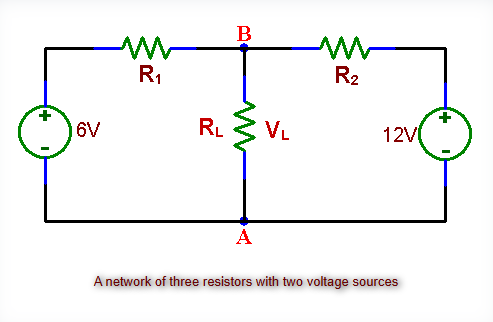 B
R1
R2
+
6V
-
RL
VL
12V
+
-
A
A network of three resistors with two voltage sources